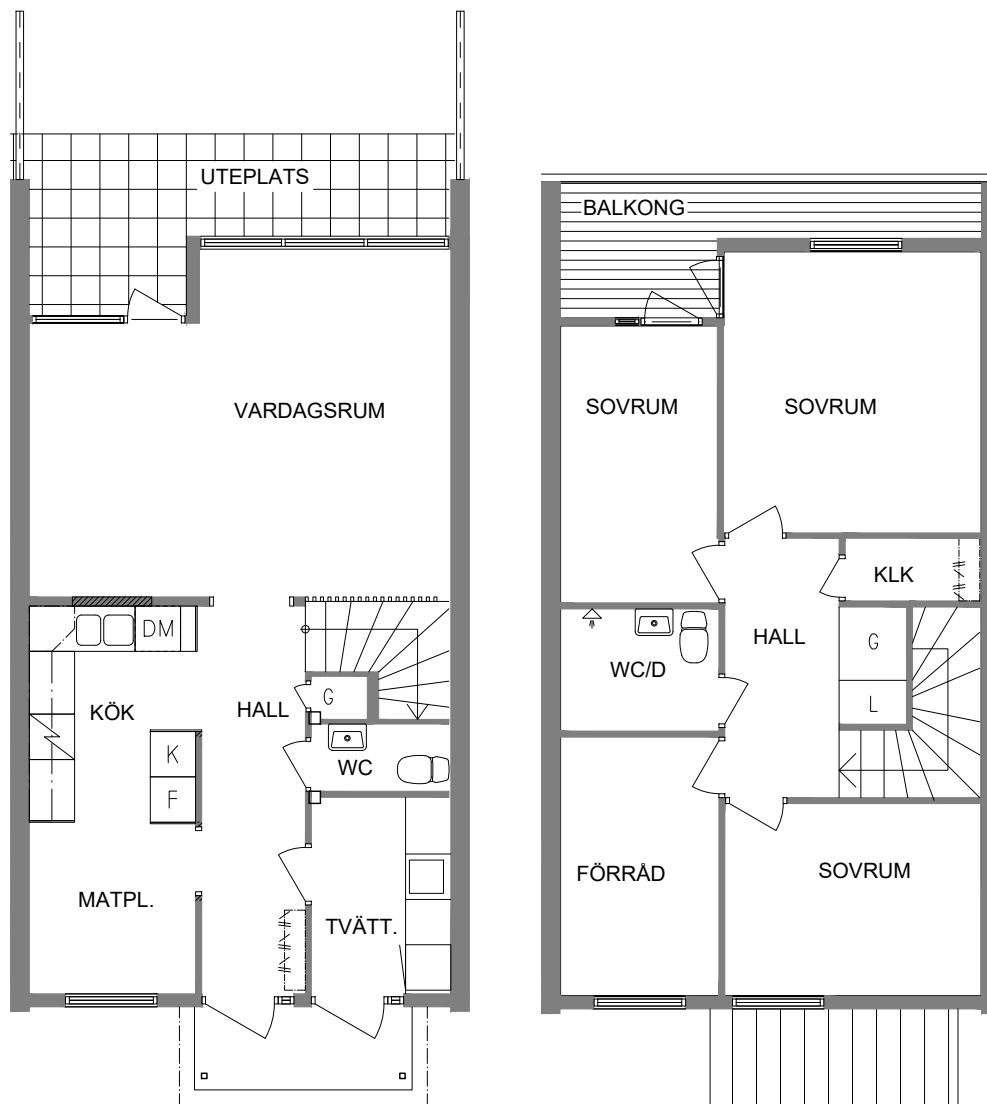 UTEPLATS
VARDAGSRUM
DM
KÖK
HALL
G
K
WC
F
MATPL.
TVÄTT.
BALKONG
SOVRUM
SOVRUM
KLK
HALL
G
WC/D
L
FÖRRÅD
SOVRUM